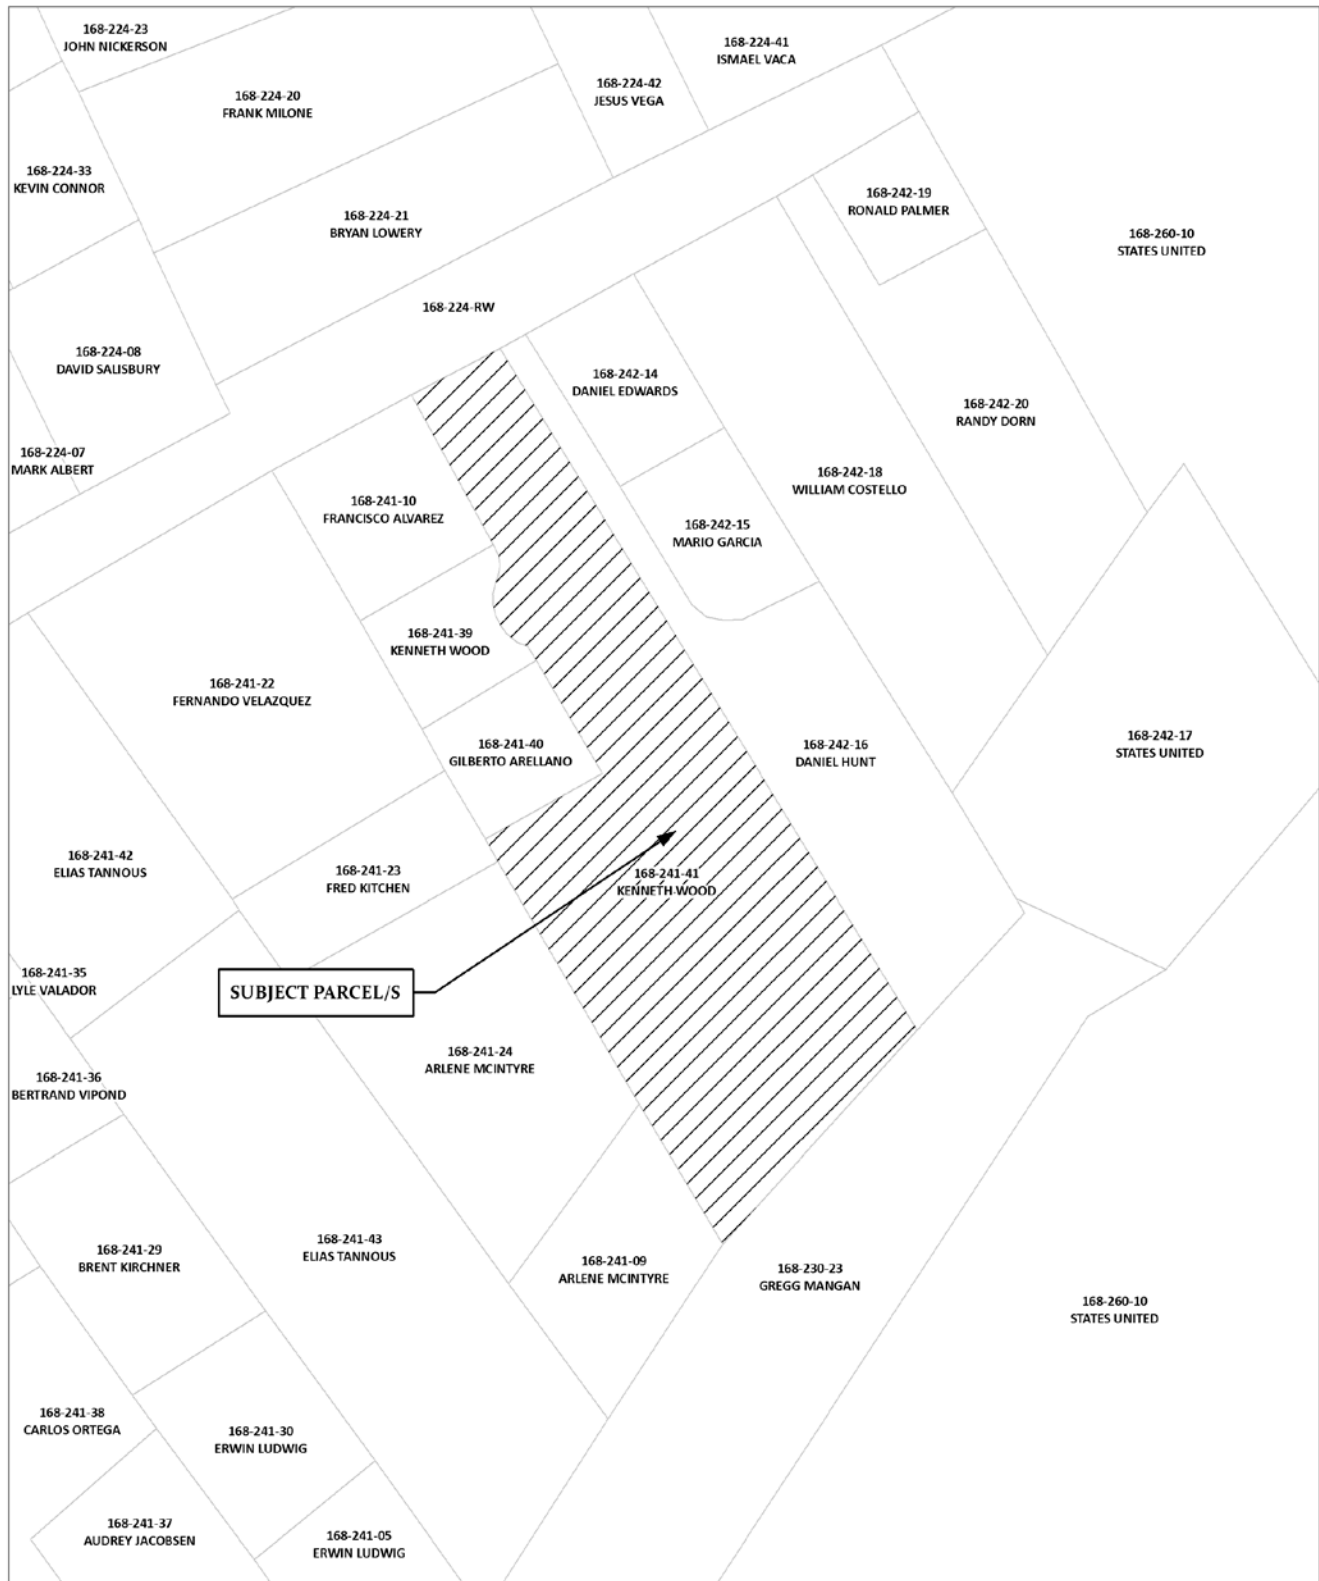 168-224-23
JOHN NICKERSON
168-224-41
ISMAEL VACA
168-224-42
JESUS VEGA
168-224-20
FRANK MILONE
168-224-33
KEVIN CONNOR
168-242-19
RONALD PALMER
168-224-21
BRYAN LOWERY
168-260-10
STATES UNITED
168-224-RW
168-224-08
DAVID SALISBURY
168-242-14
DANIEL EDWARDS
168-242-20
RANDY DORN
168-224-07
MARK ALBERT
168-242-18
WILLIAM COSTELLO
168-241-10
FRANCISCO ALVAREZ
168-242-15
MARIO GARCIA
168-241-39
KENNETH WOOD
168-241-22
FERNANDO VELAZQUEZ
168-242-17
STATES UNITED
168-241-40
GILBERTO ARELLANO
168-242-16
DANIEL HUNT
168-241-42
ELIAS TANNOUS
168-241-23
FRED KITCHEN
168-241-41
KENNETH WOOD
168-241-35
LYLE VALADOR
SUBJECT PARCEL/S
168-241-24
ARLENE MCINTYRE
168-241-36
BERTRAND VIPOND
168-241-43
ELIAS TANNOUS
168-241-29
BRENT KIRCHNER
168-241-09
ARLENE MCINTYRE
168-230-23
GREGG MANGAN
168-260-10
STATES UNITED
168-241-38
CARLOS ORTEGA
168-241-30
ERWIN LUDWIG
168-241-37
AUDREY JACOBSEN
168-241-05
ERWIN LUDWIG